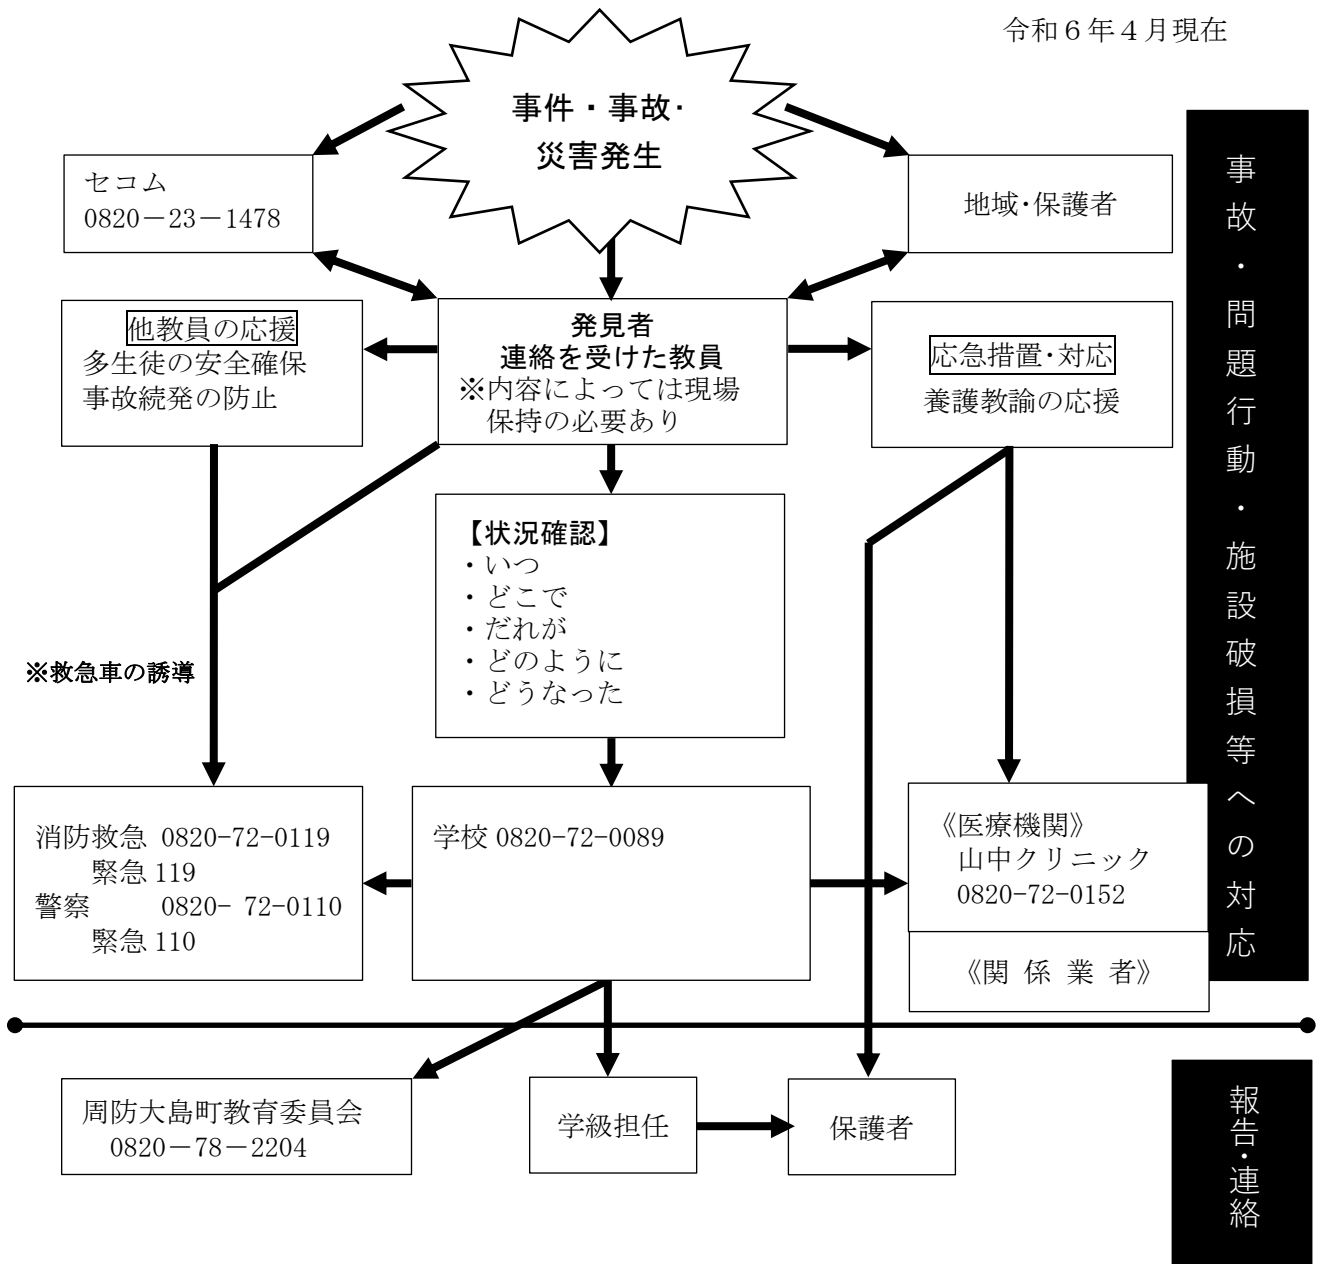 令和６年４月現在
事件・事故・
災害発生
セコム
0820－23－1478
地域・保護者
他教員の応援
多生徒の安全確保
事故続発の防止
発見者
連絡を受けた教員
※内容によっては現場
保持の必要あり
応急措置・対応
養護教諭の応援
【状況確認】
・いつ
・どこで
・だれが
・どのように
・どうなった
※救急車の誘導
消防救急 0820-72-0119
緊急 119
警察 0820- 72-0110
緊急 110
学校 0820-72-0089
《医療機関》
山中クリニック
0820-72-0152
《関 係 業 者》
事故・問題行動・施設破損等への対応
周防大島町教育委員会
0820－78－2204
学級担任
保護者
報告・連絡